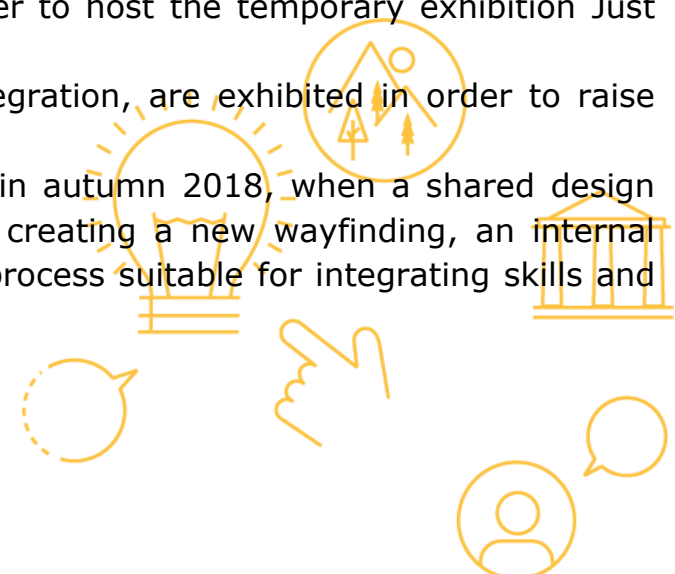 er to host the temporary exhibition Just
egration, are exhibited in order to raise
in autumn 2018, when a shared design
creating a new wayfinding, an internal
process suitable for integrating skills and